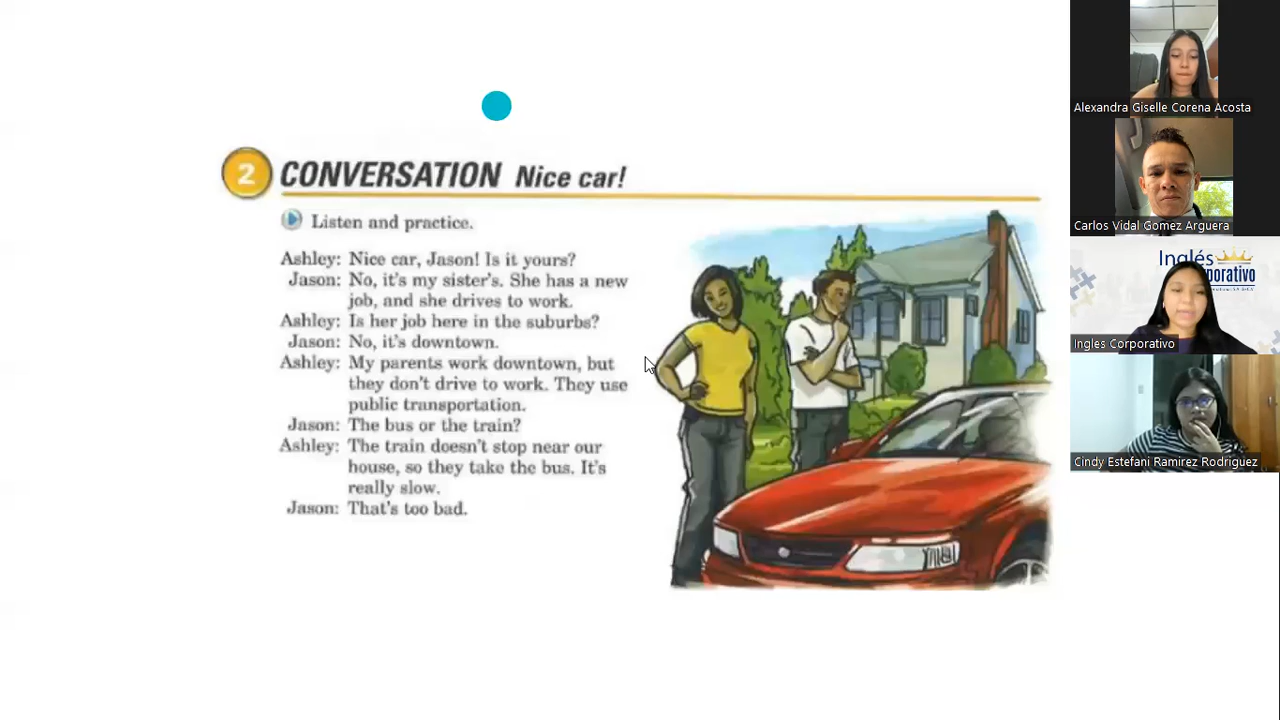 2 CONVERSATION Nice car!
Listen and practice.
Ashley: Nice car, Jason! Is it yours?
Jason: No, it's my sister's. She has a new
job, and she drives to work.
Ashley: Is her job here in the suburbs?
Jason: No, it's downtown.
Ashley: My parents work downtown, but
they don't drive to work. They use
public transportation.
Jason: The bus or the train?
Ashley: The train doesn't stop near our
house, so they take the bus. It's
really slow.
Jason: That's too bad.
Alexandra Giselle Corena Acosta
Carlos Vidal Gomez Arguera
Inglés
Ingles Corporativo
Cindy Estefani Ramirez Rodriguez